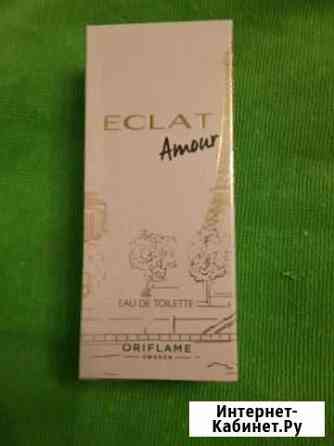 ECLAT
Amour
EAU DE TOILETTE
ORIFLAME
SWEDEN
Интернет-
Кабинет.Ру